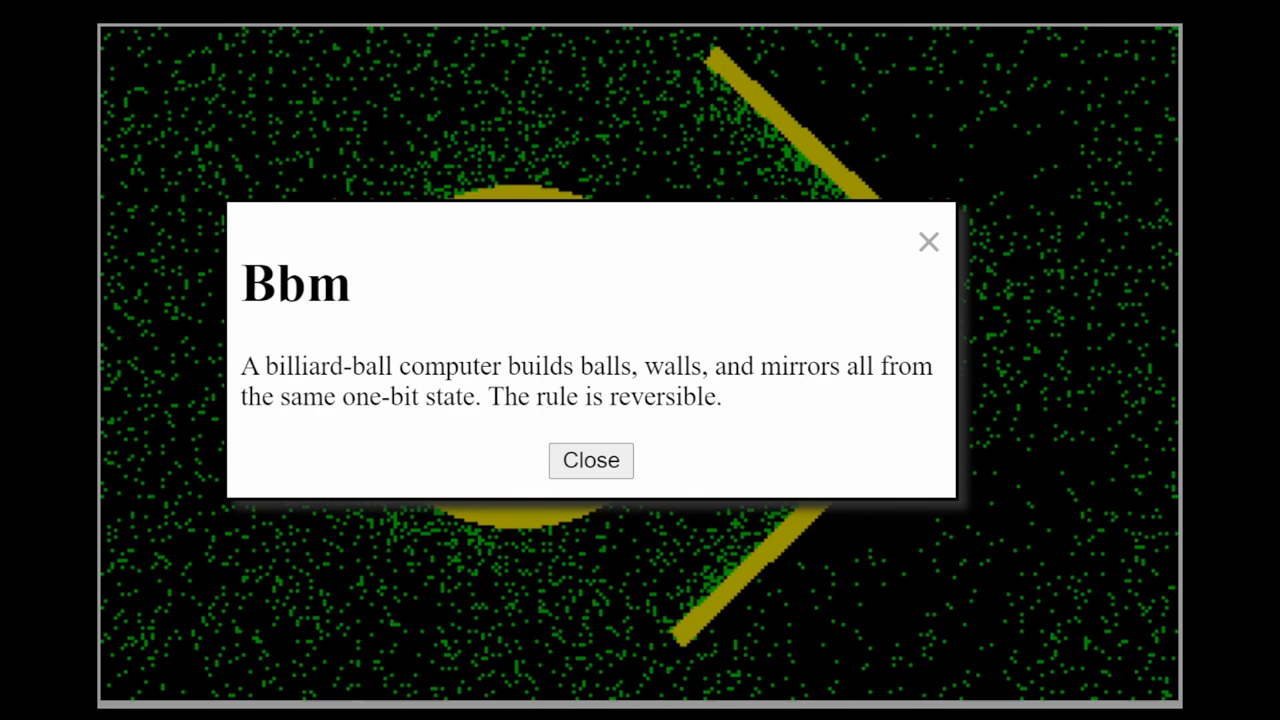 Bbm
A billiard-ball computer builds balls, walls, and mirrors all from
the same one-bit state. The rule is reversible.
Close